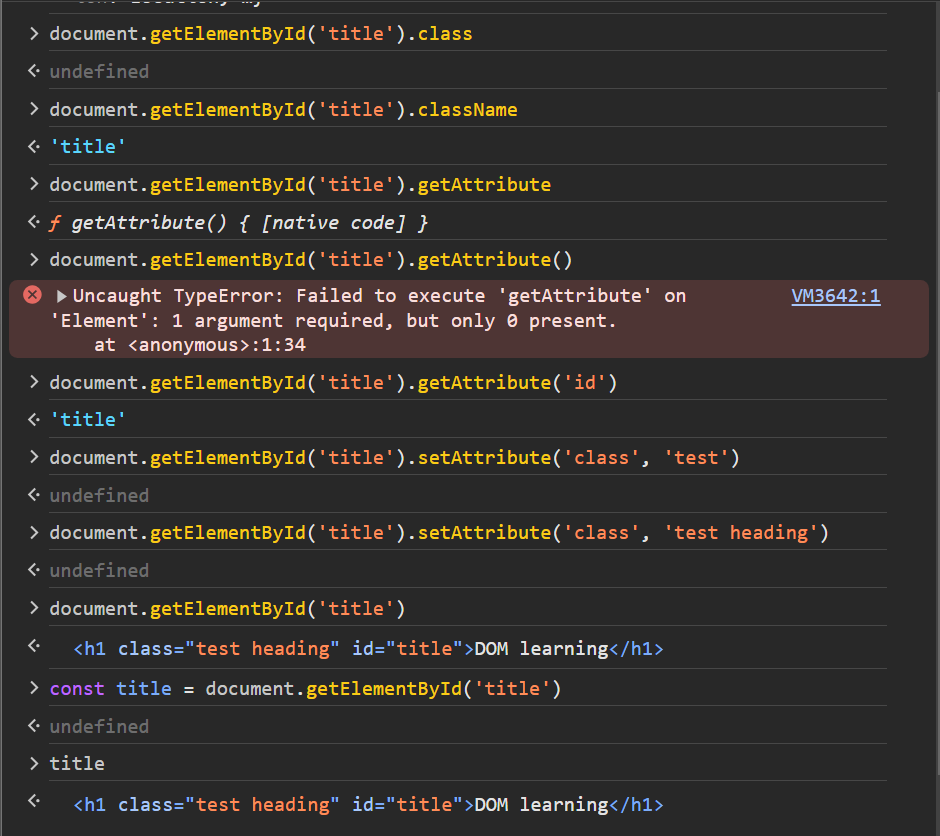 document.getElementById('title').class
undefined
document.getElementById('title').className
'title'
document.getElementById('title').getAttribute
ƒ getAttribute() { [native code] }
document.getElementById('title').getAttribute()
Uncaught TypeError: Failed to execute 'getAttribute' on VM3642:1
'Element': 1 argument required, but only 0 present.
at <anonymous>:1:34
document.getElementById('title').getAttribute('id')
'title'
document.getElementById('title').setAttribute('class', 'test')
undefined
document.getElementById('title').setAttribute('class', 'test heading')
undefined
document.getElementById('title')
<h1 class="test heading" id="title">DOM learning</h1>
const title = document.getElementById('title')
undefined
title
<h1 class="test heading" id="title">DOM learning</h1>